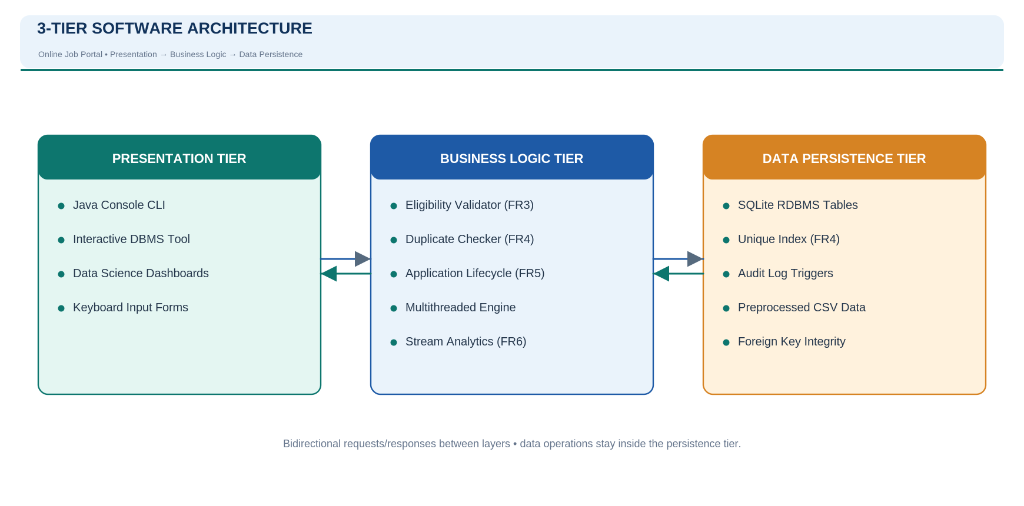 3-TIER SOFTWARE ARCHITECTURE
Online Job Portal • Presentation → Business Logic → Data Persistence
PRESENTATION TIER
● Java Console CLI
● Interactive DBMS Tool
● Data Science Dashboards
● Keyboard Input Forms
BUSINESS LOGIC TIER
● Eligibility Validator (FR3)
● Duplicate Checker (FR4)
● Application Lifecycle (FR5)
● Multithreaded Engine
● Stream Analytics (FR6)
DATA PERSISTENCE TIER
● SQLite RDBMS Tables
● Unique Index (FR4)
● Audit Log Triggers
● Preprocessed CSV Data
● Foreign Key Integrity
Bidirectional requests/responses between layers • data operations stay inside the persistence tier.